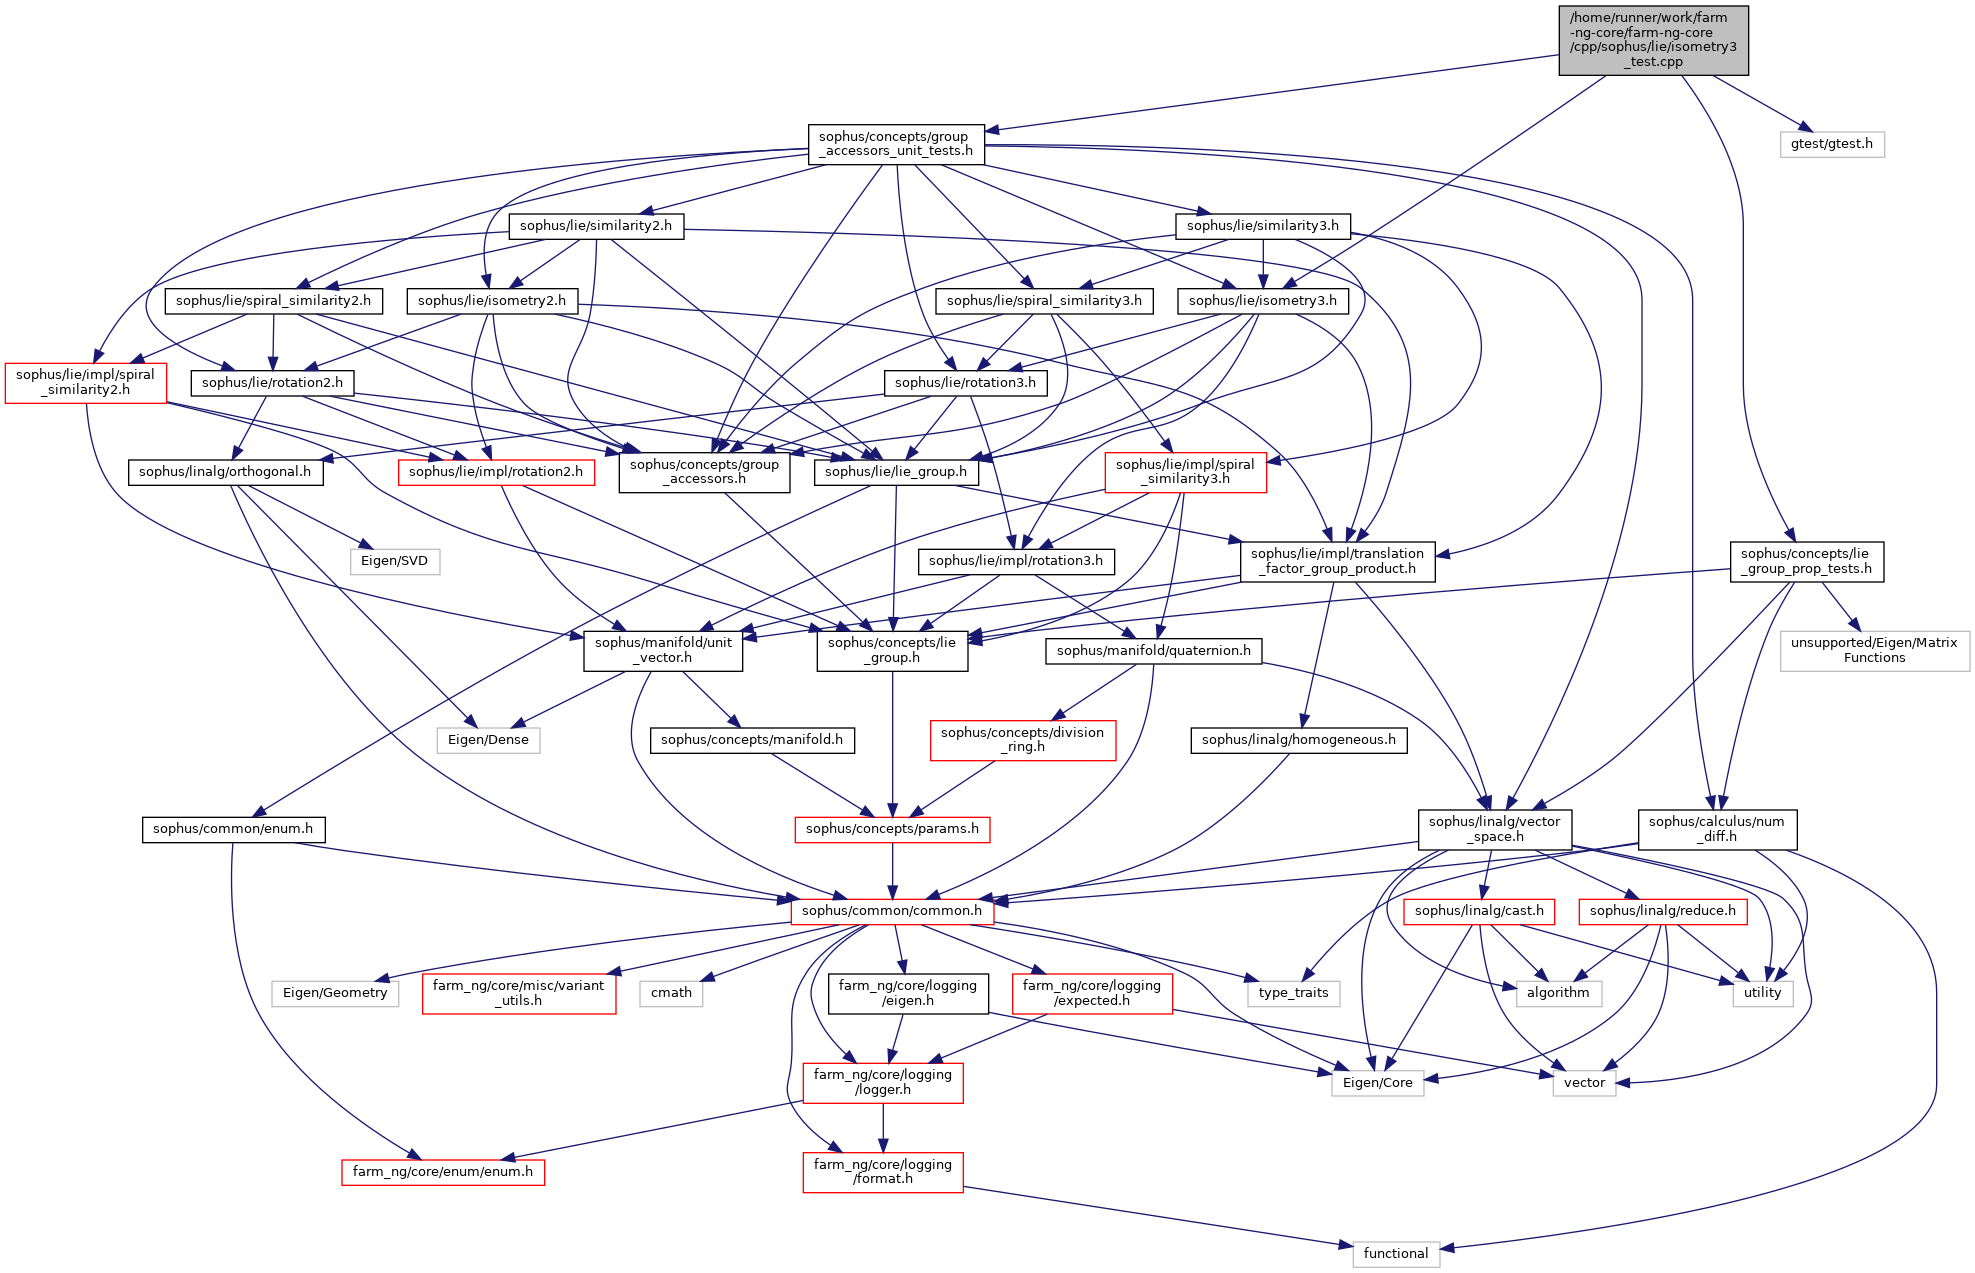 /home/runner/work/farm
-ng-core/farm-ng-core
/cpp/sophus/lie/isometry3
_test.cpp
sophus/concepts/group
_accessors_unit_tests.h
gtest/gtest.h
sophus/lie/similarity2.h
sophus/lie/similarity3.h
sophus/lie/spiral_similarity2.h
sophus/lie/isometry2.h
sophus/lie/spiral_similarity3.h
sophus/lie/isometry3.h
sophus/lie/impl/spiral
_similarity2.h
sophus/lie/rotation2.h
sophus/lie/rotation3.h
sophus/linalg/orthogonal.h
sophus/lie/impl/rotation2.h
sophus/concepts/group
_accessors.h
sophus/lie/lie_group.h
sophus/lie/impl/spiral
_similarity3.h
Eigen/SVD
sophus/lie/impl/rotation3.h
sophus/lie/impl/translation
_factor_group_product.h
sophus/concepts/lie
_group_prop_tests.h
sophus/manifold/unit
_vector.h
sophus/concepts/lie
_group.h
sophus/manifold/quaternion.h
unsupported/Eigen/Matrix
Functions
Eigen/Dense
sophus/concepts/manifold.h
sophus/concepts/division
_ring.h
sophus/linalg/homogeneous.h
sophus/common/enum.h
sophus/concepts/params.h
sophus/linalg/vector
_space.h
sophus/calculus/num
_diff.h
sophus/common/common.h
sophus/linalg/cast.h
sophus/linalg/reduce.h
Eigen/Geometry
farm_ng/core/misc/variant
_utils.h
cmath
farm_ng/core/logging
/eigen.h
farm_ng/core/logging
/expected.h
type_traits
algorithm
utility
farm_ng/core/logging
/logger.h
Eigen/Core
vector
farm_ng/core/enum/enum.h
farm_ng/core/logging
/format.h
functional